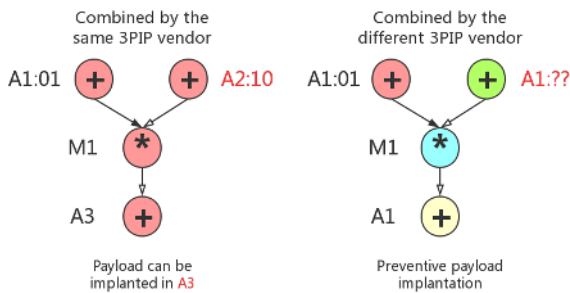 Combined by the
same 3PIP vendor
A1:01 + + A2:10
M1 *
A3 +
Payload can be
implanted in A3
Combined by the
different 3PIP vendor
A1:01 + + A1:??
M1 *
A1 +
Preventive payload
implantation